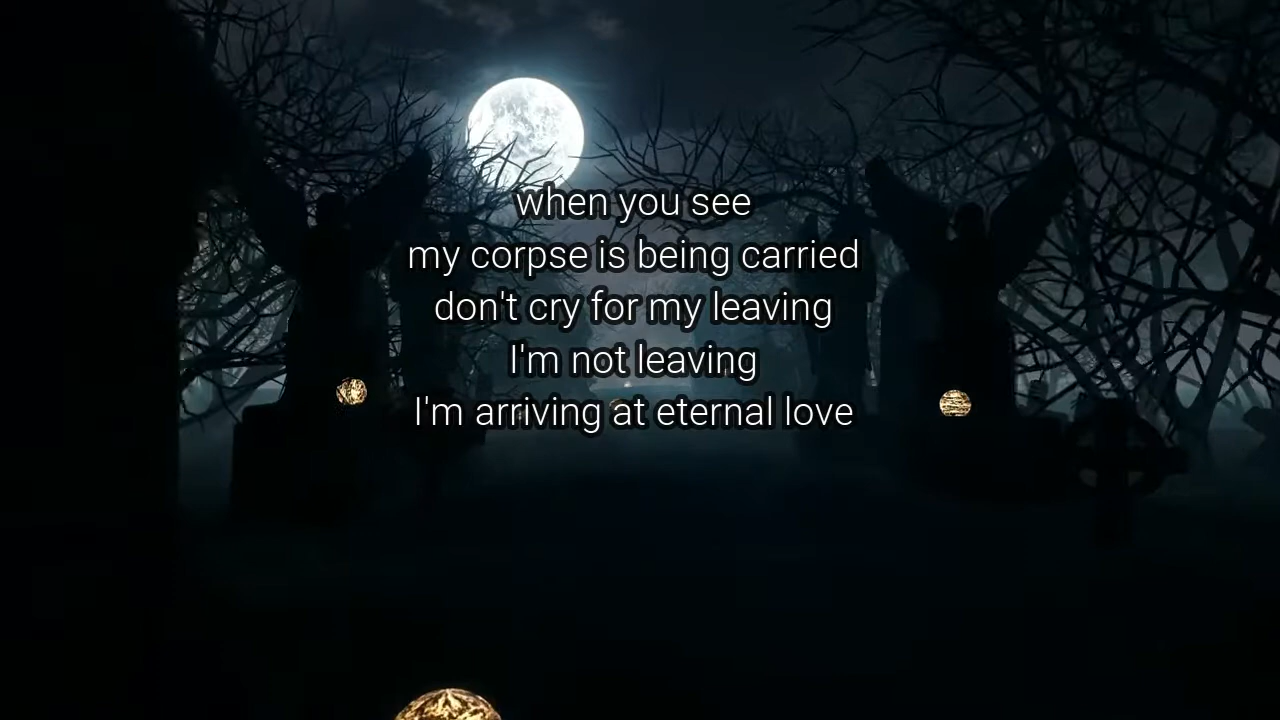 when you see
my corpse is being carried
don't cry for my leaving
I'm not leaving
I'm arriving at eternal love